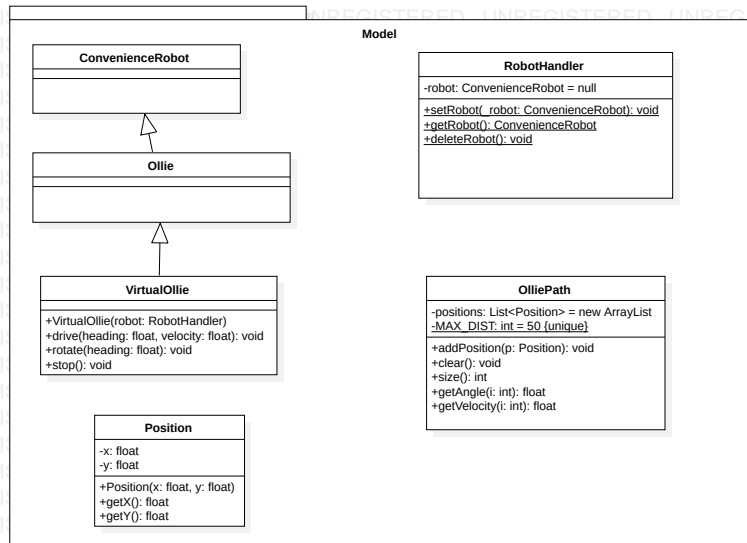 UNREGISTERED UNREGISTERED UNREG
Model
ConvenienceRobot
Ollie
VirtualOllie
+VirtualOllie(robot: RobotHandler)
+drive(heading: float, velocity: float): void
+rotate(heading: float): void
+stop(): void
Position
-x: float
-y: float
+Position(x: float, y: float)
+getX(): float
+getY(): float
RobotHandler
-robot: ConvenienceRobot = null
+setRobot(_robot: ConvenienceRobot): void
+getRobot(): ConvenienceRobot
+deleteRobot(): void
OlliePath
-positions: List<Position> = new ArrayList
-MAX_DIST: int = 50 {unique}
+addPosition(p: Position): void
+clear(): void
+size(): int
+getAngle(i: int): float
+getVelocity(i: int): float